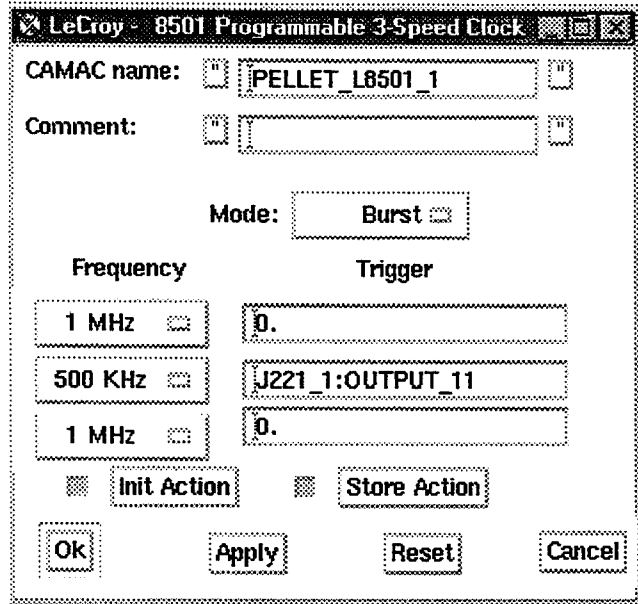 LeCroy - 8501 Programmable 3-Speed Clock
CAMAC name: " PELLET_L8501_1 "
Comment: " "
Mode: Burst
Frequency Trigger
1 MHz 0.
500 KHz J221_1:OUTPUT_11
1 MHz 0.
Init Action Store Action
Ok Apply Reset Cancel